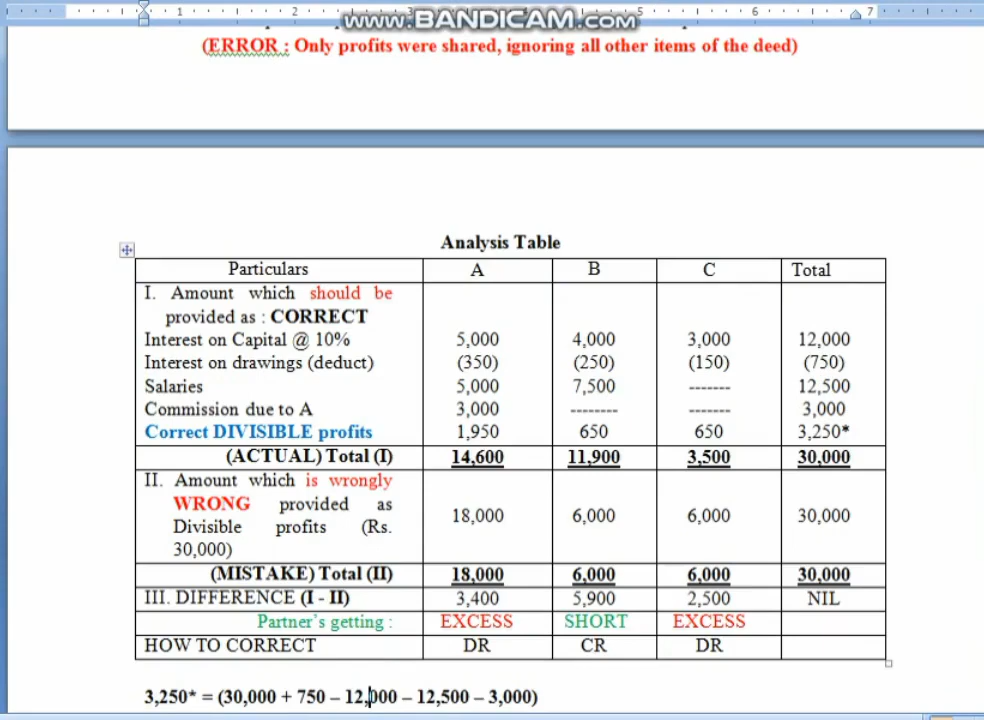 1 2 3 5 6 7
www.BANDICAM.com
(ERROR : Only profits were shared, ignoring all other items of the deed)
Analysis Table
Particulars A B C Total
I. Amount which should be
provided as : CORRECT
Interest on Capital @ 10% 5,000 4,000 3,000 12,000
Interest on drawings (deduct) (350) (250) (150) (750)
Salaries 5,000 7,500 ------- 12,500
Commission due to A 3,000 -------- ------- 3,000
Correct DIVISIBLE profits 1,950 650 650 3,250*
(ACTUAL) Total (I) 14,600 11,900 3,500 30,000
II. Amount which is wrongly
WRONG provided as
Divisible profits (Rs.
30,000)
18,000 6,000 6,000 30,000
(MISTAKE) Total (II) 18,000 6,000 6,000 30,000
III. DIFFERENCE (I - II) 3,400 5,900 2,500 NIL
Partner's getting : EXCESS SHORT EXCESS
HOW TO CORRECT DR CR DR
3,250* = (30,000 + 750 – 12,000 – 12,500 – 3,000)